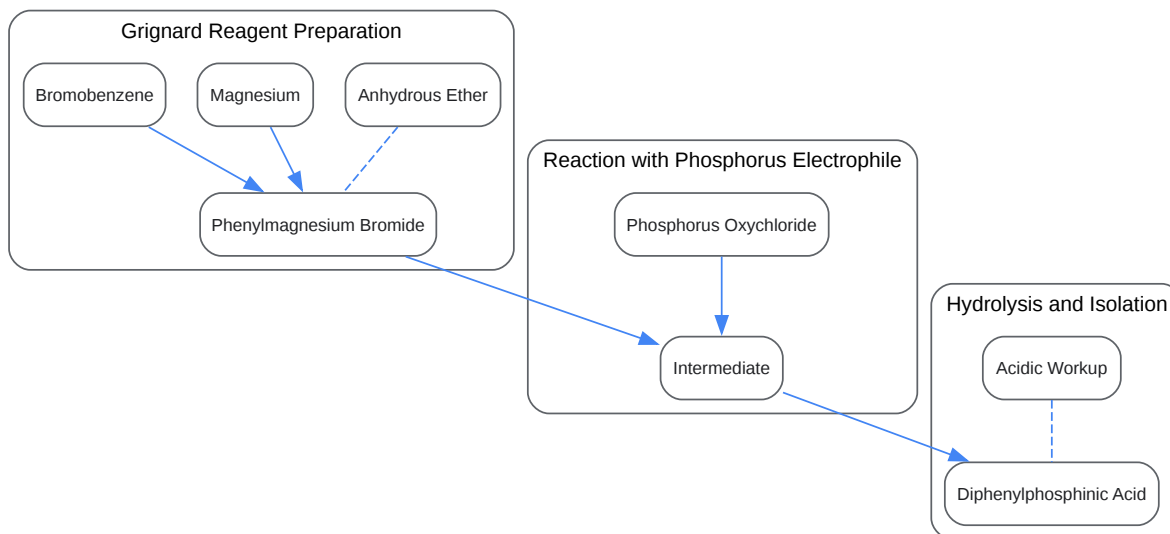 Grignard Reagent Preparation
Bromobenzene
Magnesium
Anhydrous Ether
Phenylmagnesium Bromide
Reaction with Phosphorus Electrophile
Phosphorus Oxychloride
Intermediate
Hydrolysis and Isolation
Acidic Workup
Diphenylphosphinic Acid